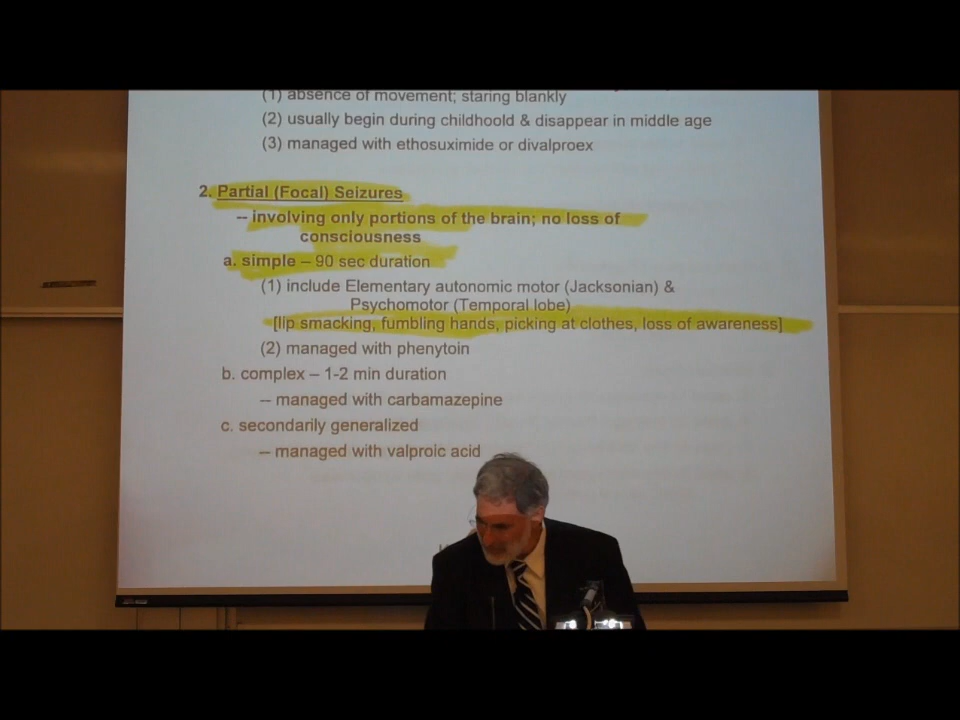 (1) absence of movement; staring blankly
(2) usually begin during childhoold & disappear in middle age
(3) managed with ethosuximide or divalproex
2. Partial (Focal) Seizures
-- involving only portions of the brain; no loss of
consciousness
a. simple – 90 sec duration
(1) include Elementary autonomic motor (Jacksonian) &
Psychomotor (Temporal lobe)
[lip smacking, fumbling hands, picking at clothes, loss of awareness]
(2) managed with phenytoin
b. complex – 1-2 min duration
-- managed with carbamazepine
c. secondarily generalized
-- managed with valproic acid